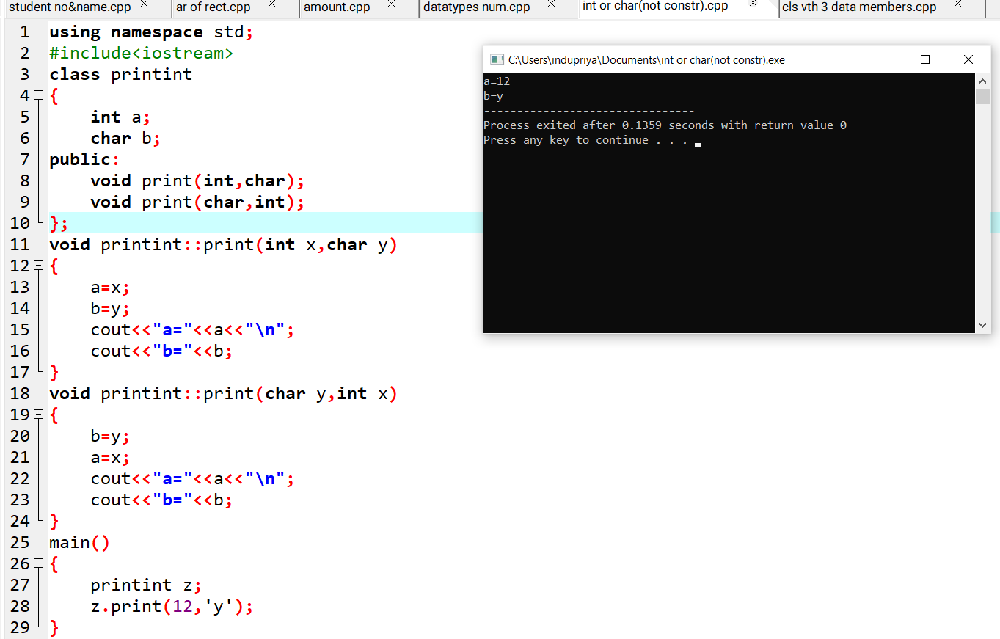 student no&name.cpp × ar of rect.cpp × amount.cpp × datatypes num.cpp × int or char(not constr).cpp × cls vth 3 data members.cpp ×
1 using namespace std;
2 #include<iostream>
3 class printint
4 {
5 int a;
6 char b;
7 public:
8 void print(int,char);
9 void print(char,int);
10 };
11 void printint::print(int x,char y)
12 {
13 a=x;
14 b=y;
15 cout<<"a="<<a<<"\n";
16 cout<<"b="<<b;
17 }
18 void printint::print(char y,int x)
19 {
20 b=y;
21 a=x;
22 cout<<"a="<<a<<"\n";
23 cout<<"b="<<b;
24 }
25 main()
26 {
27 printint z;
28 z.print(12,'y');
29 }
C:\Users\indupriya\Documents\int or char(not constr).exe
a=12
b=y
--------------------------------
Process exited after 0.1359 seconds with return value 0
Press any key to continue . . .